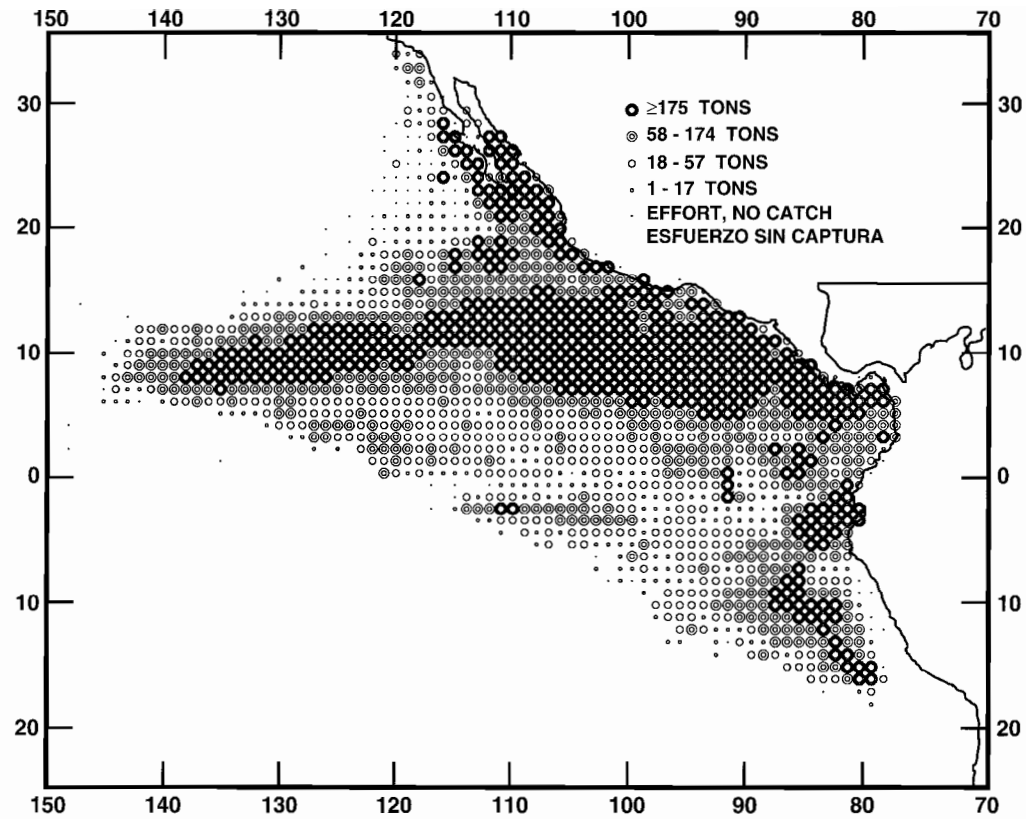 150 140 130 120 110 100 90 80 70
≥175 TONS
58 - 174 TONS
18 - 57 TONS
1 - 17 TONS
EFFORT, NO CATCH
ESFUERZO SIN CAPTURA
30 30
20 20
10 10
0 0
10 10
20 20
150 140 130 120 110 100 90 80 70